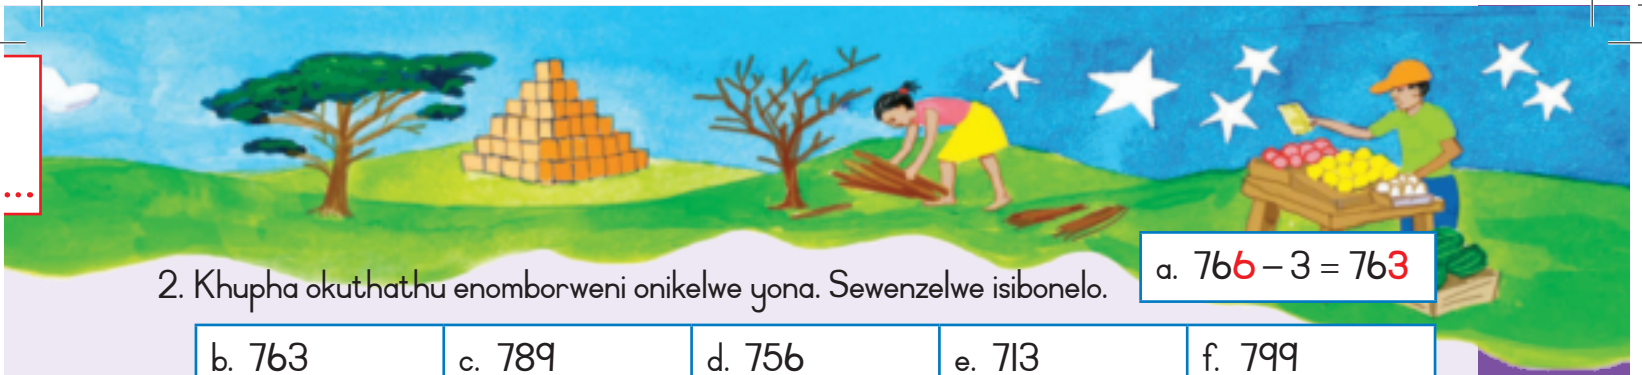 2. Khupha okuthathu enomborweni onikelwe yona. Sewenzelwe isibonelo.
a. 766 – 3 = 763
b. 763 c. 789 d. 756 e. 713 f. 799
...